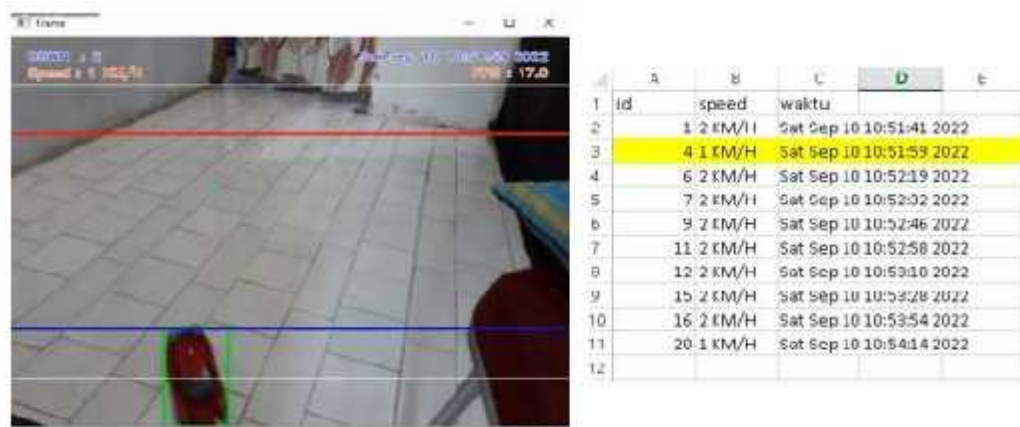 frame
Speed : 1 KM/H
FPS : 17.0
A B C D E
1 id speed waktu
2 1 2 KM/H Sat Sep 10 10:51:41 2022
3 4 1 KM/H Sat Sep 10 10:51:59 2022
4 6 2 KM/H Sat Sep 10 10:52:19 2022
5 7 2 KM/H Sat Sep 10 10:52:32 2022
6 9 2 KM/H Sat Sep 10 10:52:46 2022
7 11 2 KM/H Sat Sep 10 10:52:58 2022
8 12 2 KM/H Sat Sep 10 10:53:10 2022
9 15 2 KM/H Sat Sep 10 10:53:28 2022
10 16 2 KM/H Sat Sep 10 10:53:54 2022
11 20 1 KM/H Sat Sep 10 10:54:14 2022
12